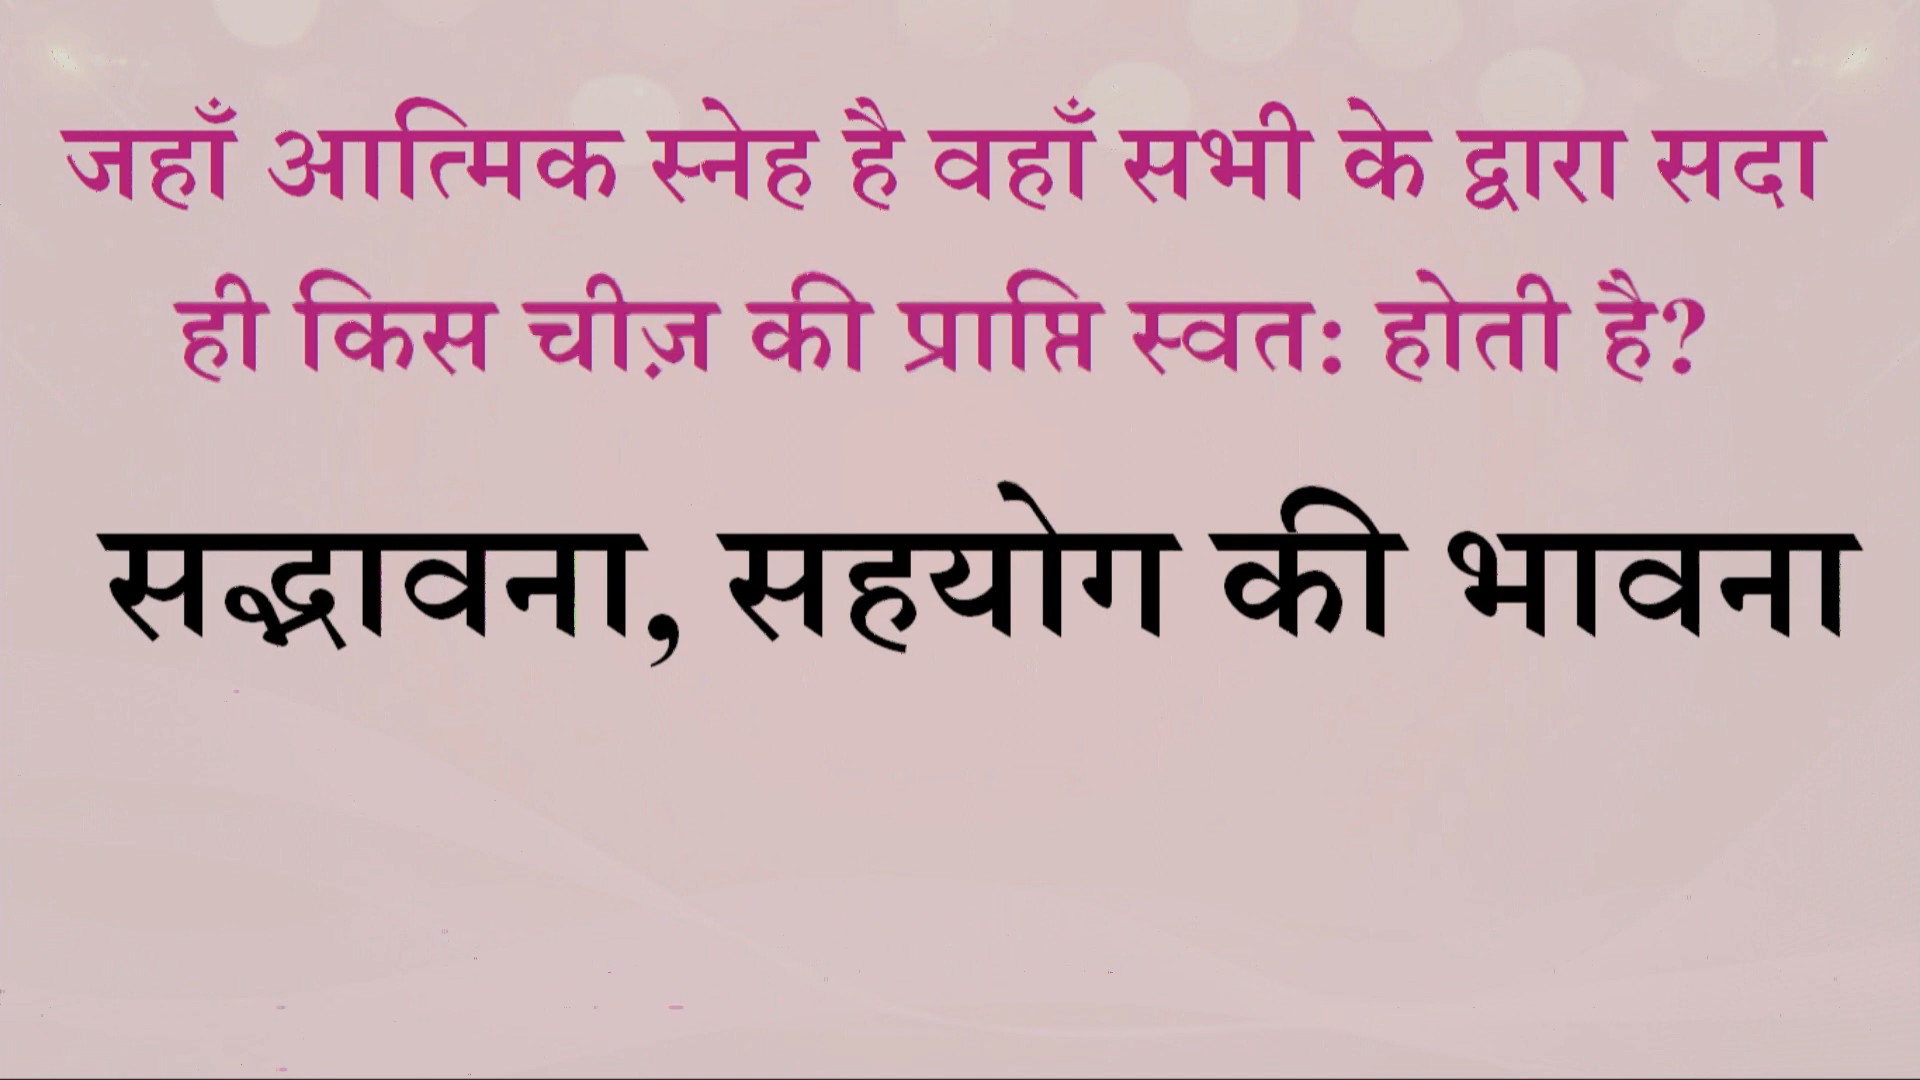 जहाँ आत्मिक स्नेह है वहाँ सभी के द्वारा सदा
ही किस चीज़ की प्राप्ति स्वत: होती है?
सद्भावना, सहयोग की भावना